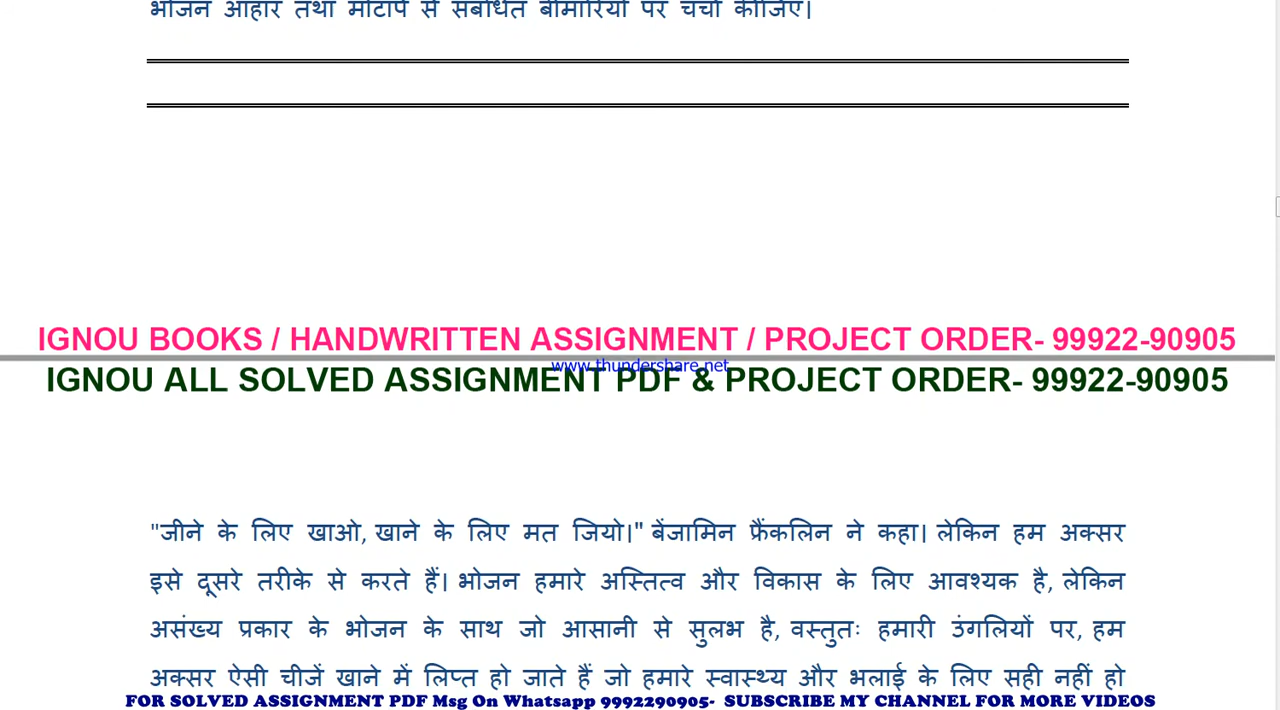 भोजन आहार तथा मोटापे से संबंधित बीमारियों पर चर्चा कीजिए।
IGNOU BOOKS / HANDWRITTEN ASSIGNMENT / PROJECT ORDER- 99922-90905
www.thundershare.net
IGNOU ALL SOLVED ASSIGNMENT PDF & PROJECT ORDER- 99922-90905
"जीने के लिए खाओ, खाने के लिए मत जियो।" बेंजामिन फ्रैंकलिन ने कहा। लेकिन हम अक्सर
इसे दूसरे तरीके से करते हैं। भोजन हमारे अस्तित्व और विकास के लिए आवश्यक है, लेकिन
असंख्य प्रकार के भोजन के साथ जो आसानी से सुलभ है, वस्तुतः हमारी उंगलियों पर, हम
अक्सर ऐसी चीजें खाने में लिप्त हो जाते हैं जो हमारे स्वास्थ्य और भलाई के लिए सही नहीं हो
FOR SOLVED ASSIGNMENT PDF Msg On Whatsapp 9992290905- SUBSCRIBE MY CHANNEL FOR MORE VIDEOS